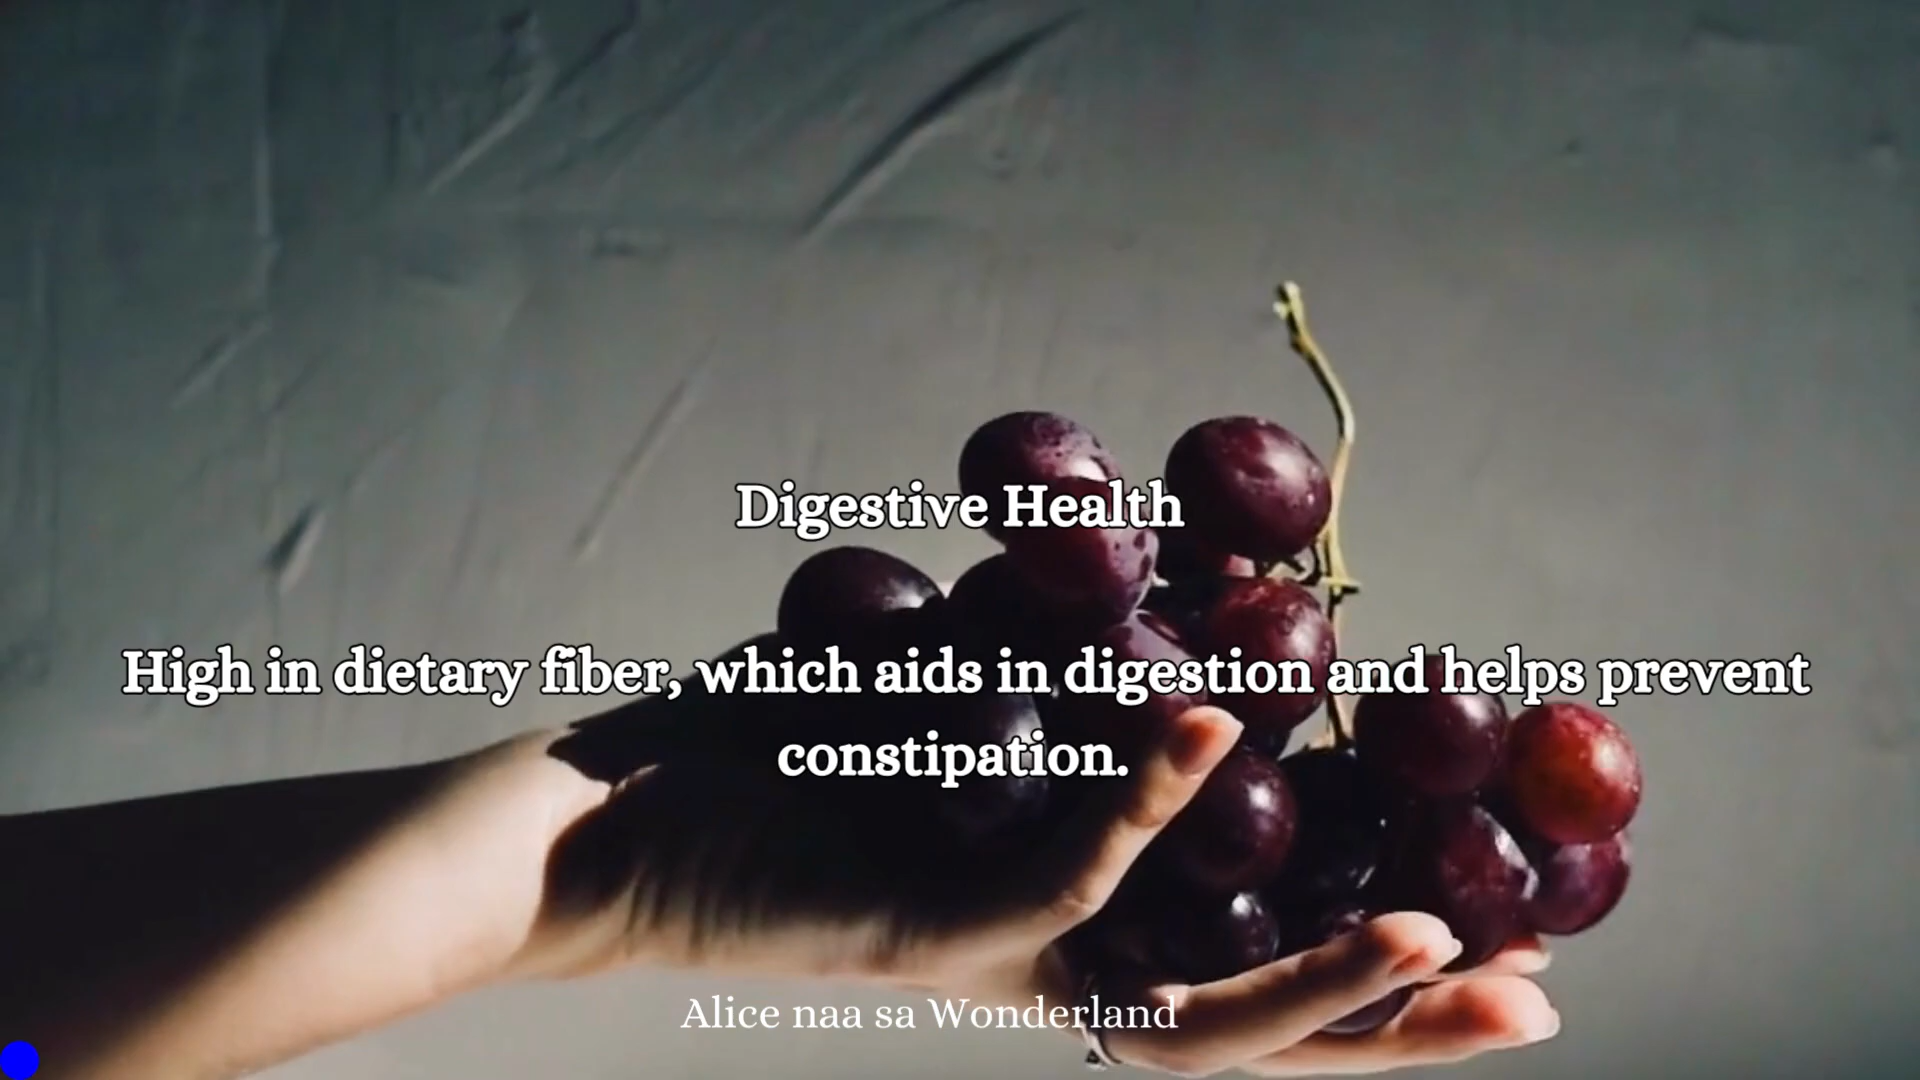 Digestive Health
High in dietary fiber, which aids in digestion and helps prevent
constipation.
Alice naa sa Wonderland